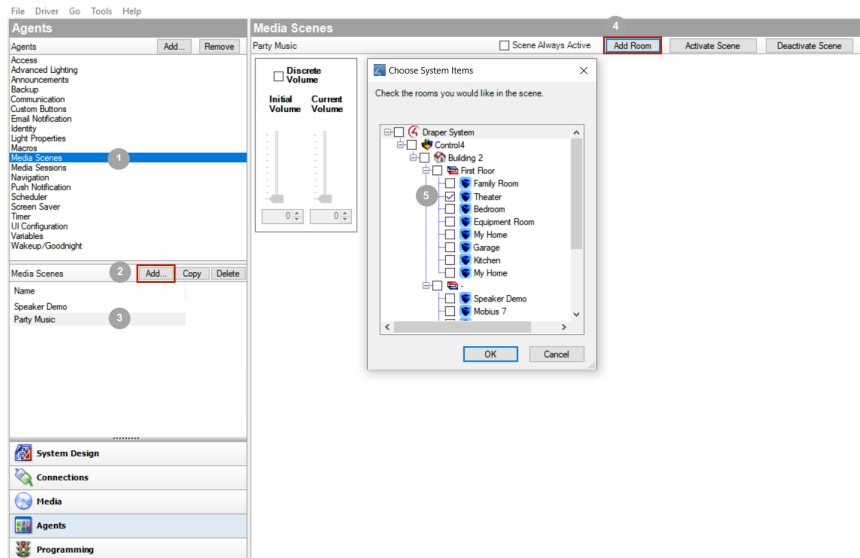 File Driver Go Tools Help
Agents
Agents Add... Remove
Access
Advanced Lighting
Announcements
Backup
Communication
Custom Buttons
Email Notification
Identity
Light Properties
Macros
Media Scenes 1
Media Sessions
Navigation
Push Notification
Scheduler
Screen Saver
Timer
UI Configuration
Variables
Wakeup/Goodnight
Media Scenes 2 Add... Copy Delete
Name
Speaker Demo
Party Music 3
System Design
Connections
Media
Agents
Programming
Media Scenes 4
Party Music Scene Always Active Add Room Activate Scene Deactivate Scene
Discrete
Volume
Initial Current
Volume Volume
0 0
Choose System Items
Check the rooms you would like in the scene.
Draper System
Control4
Building 2
First Floor
Family Room
5 Theater
Bedroom
Equipment Room
My Home
Garage
Kitchen
My Home
-
Speaker Demo
Mobius 7
OK Cancel